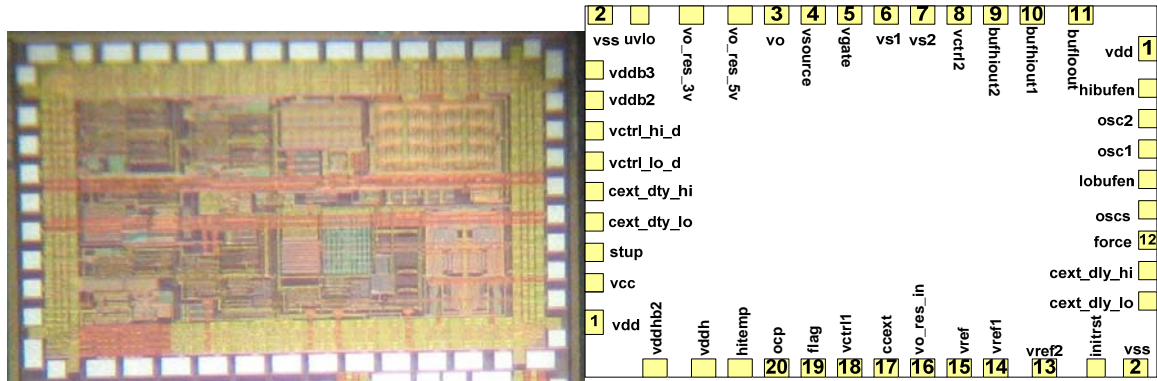 2 3 4 5 6 7 8 9 10 11
vss uvlo vo_res_3v vo_res_5v vo vsource vgate vs1 vs2 vctrl2 bufhiout2 bufhiout1 bufloout
vdd 1
vddb3 hibufen
vddb2 osc2
vctrl_hi_d osc1
vctrl_lo_d lobufen
cext_dty_hi oscs
cext_dty_lo force 12
stup cext_dly_hi
vcc cext_dly_lo
1 vdd
vddhb2 vddh hitemp ocp flag vctrl1 ccext vo_res_in vref vref1 vref2 initrst vss
20 19 18 17 16 15 14 13 2